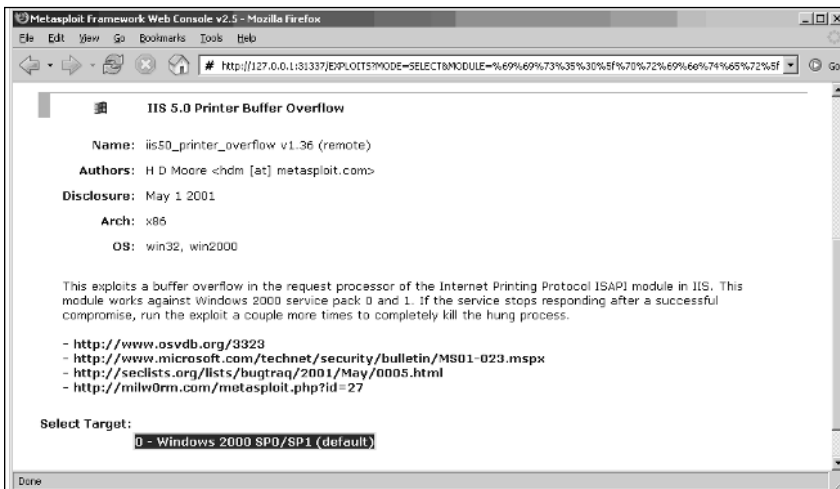 Metasploit Framework Web Console v2.5 - Mozilla Firefox
File Edit View Go Bookmarks Tools Help
http://127.0.0.1:31337/EXPLOITS?MODE=SELECT&MODULE=%69%69%73%35%30%5f%70%72%69%6e%74%65%72%5f Go
IIS 5.0 Printer Buffer Overflow
Name: iis50_printer_overflow v1.36 (remote)
Authors: H D Moore <hdm [at] metasploit.com>
Disclosure: May 1 2001
Arch: x86
OS: win32, win2000
This exploits a buffer overflow in the request processor of the Internet Printing Protocol ISAPI module in IIS. This
module works against Windows 2000 service pack 0 and 1. If the service stops responding after a successful
compromise, run the exploit a couple more times to completely kill the hung process.
- http://www.osvdb.org/3323
- http://www.microsoft.com/technet/security/bulletin/MS01-023.mspx
- http://seclists.org/lists/bugtraq/2001/May/0005.html
- http://milw0rm.com/metasploit.php?id=27
Select Target:
0 - Windows 2000 SP0/SP1 (default)
Done